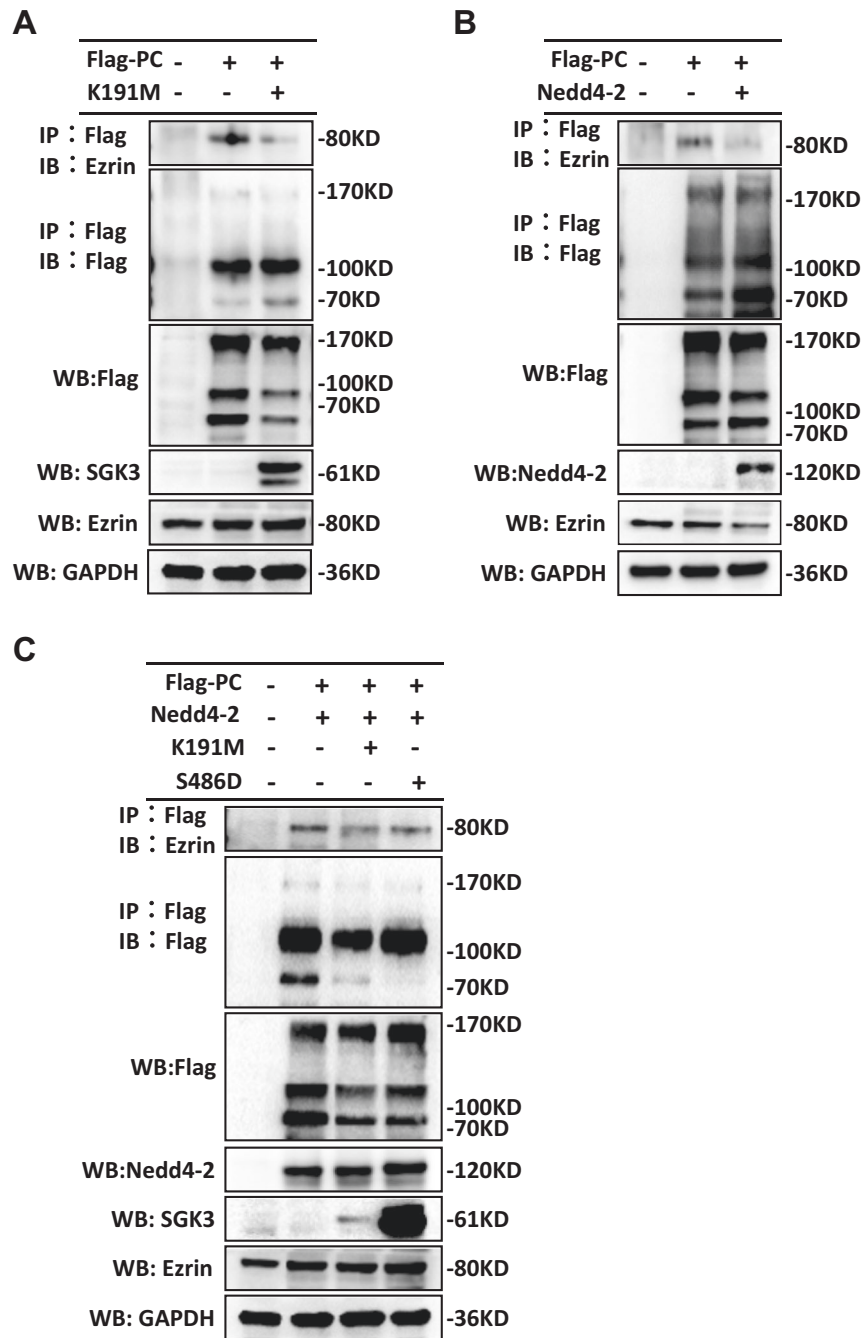 A
Flag-PC - + +
K191M - - +
IP：Flag
IB：Ezrin
-80KD
-170KD
IP：Flag
IB：Flag
-100KD
-70KD
WB:Flag
-170KD
-100KD
-70KD
WB: SGK3 -61KD
WB: Ezrin -80KD
WB: GAPDH -36KD
B
Flag-PC - + +
Nedd4-2 - - +
IP：Flag
IB：Ezrin
-80KD
-170KD
IP：Flag
IB：Flag
-100KD
-70KD
WB:Flag
-170KD
-100KD
-70KD
WB:Nedd4-2 -120KD
WB: Ezrin -80KD
WB: GAPDH -36KD
C
Flag-PC - + + +
Nedd4-2 - + + +
K191M - - + -
S486D - - - +
IP：Flag
IB：Ezrin
-80KD
-170KD
IP：Flag
IB：Flag
-100KD
-70KD
WB:Flag
-170KD
-100KD
-70KD
WB:Nedd4-2 -120KD
WB: SGK3 -61KD
WB: Ezrin -80KD
WB: GAPDH -36KD